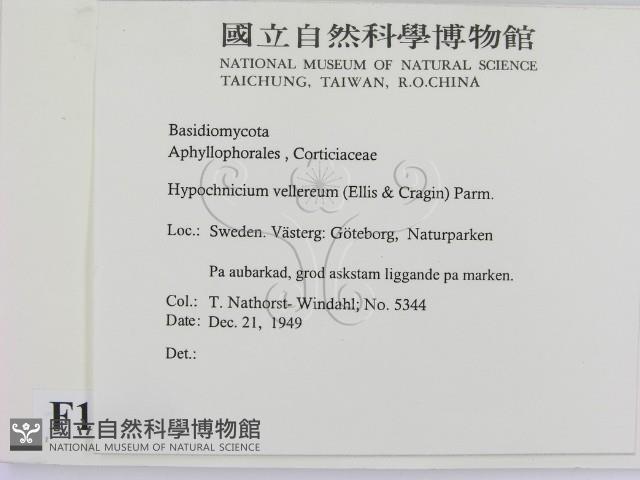 國立自然科學博物館
NATIONAL MUSEUM OF NATURAL SCIENCE
TAICHUNG, TAIWAN, R.O.CHINA
Basidiomycota
Aphyllophorales , Corticiaceae
Hypochnicium vellereum (Ellis & Cragin) Parm.
Loc.: Sweden. Västerg: Göteborg, Naturparken
Pa aubarkad, grod askstam liggande pa marken.
Col.: T. Nathorst- Windahl; No. 5344
Date: Dec. 21, 1949
Det.:
F1
國立自然科學博物館
NATIONAL MUSEUM OF NATURAL SCIENCE